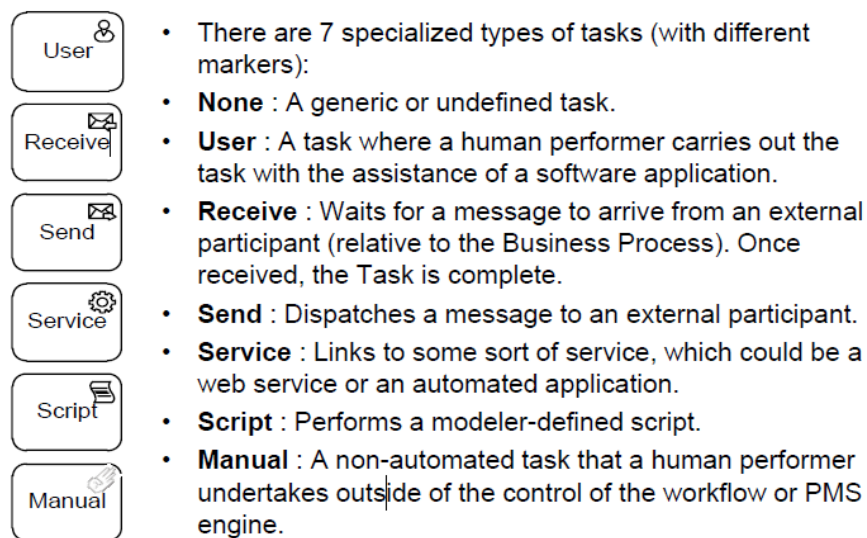 User
Receive
Send
Service
Script
Manual
• There are 7 specialized types of tasks (with different
markers):
• None : A generic or undefined task.
• User : A task where a human performer carries out the
task with the assistance of a software application.
• Receive : Waits for a message to arrive from an external
participant (relative to the Business Process). Once
received, the Task is complete.
• Send : Dispatches a message to an external participant.
• Service : Links to some sort of service, which could be a
web service or an automated application.
• Script : Performs a modeler-defined script.
• Manual : A non-automated task that a human performer
undertakes outside of the control of the workflow or PMS
engine.